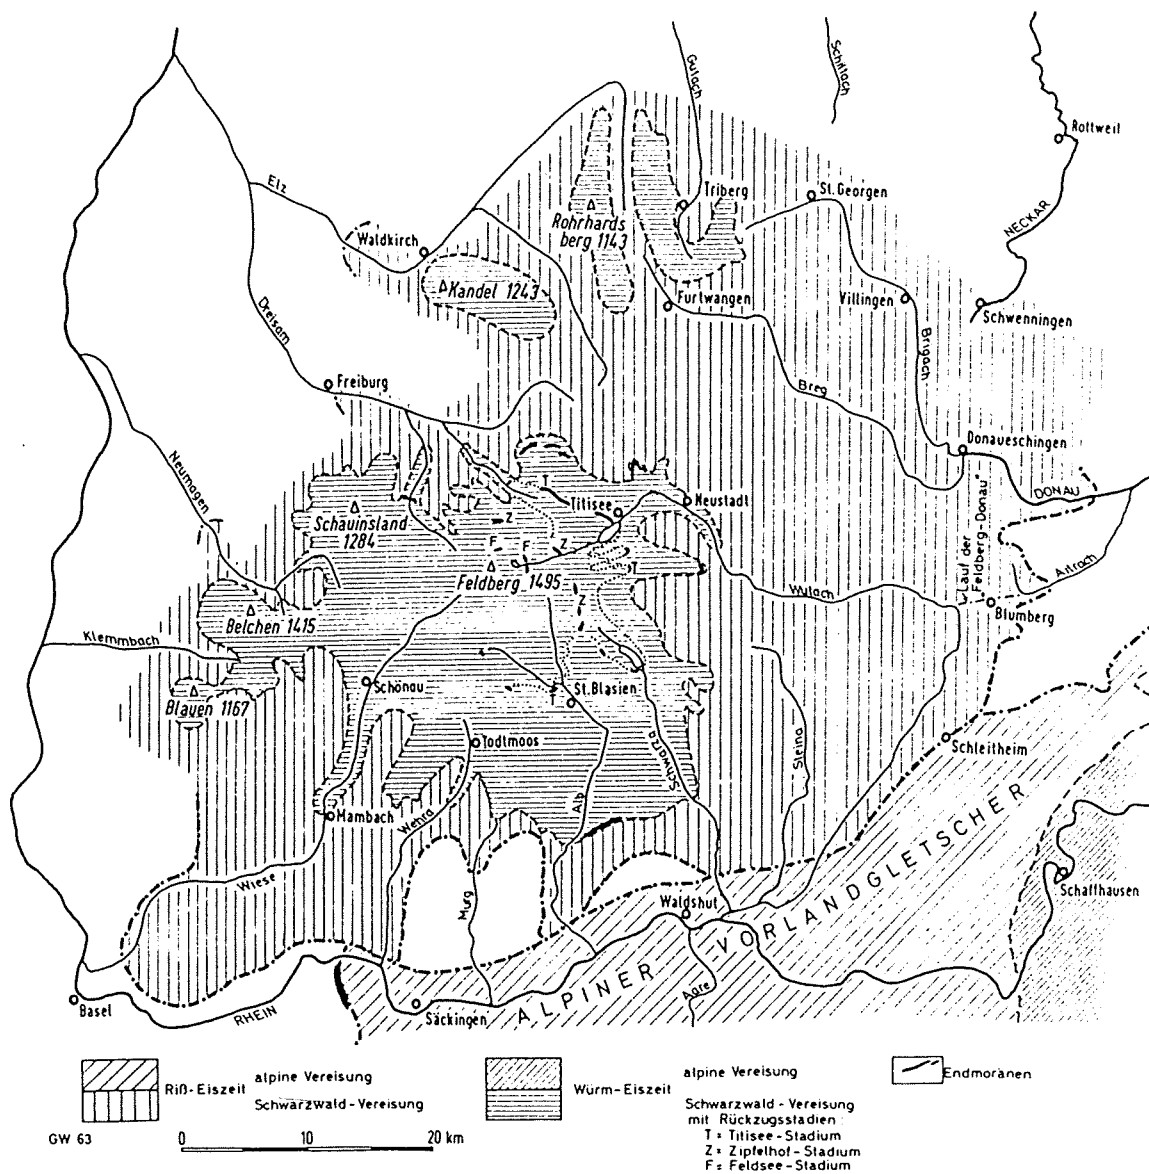 Gutach
Schiltach
Rottweil
Elz
Triberg
St. Georgen
NECKAR
Waldkirch
Rohrhards
berg 1143
Kandel 1243
Furtwangen
Villingen
Schwenningen
Dreisam
Brigach
Freiburg
Breg
Donaueschingen
Neumagen
DONAU
Schauinsland
1284
T
Titisee
Neustadt
Z
Z
F
F
Z
Feldberg 1495
T
Z
Lauf der
"Feldberg-Donau"
Aitrach
Wutach
Blumberg
Belchen 1415
Klemmbach
Schönau
St. Blasien
Blauen 1167
Todtmoos
Schwarza
Steina
Schleitheim
Mambach
Wehra
Alb
Wiese
Murg
Waldshut
Schaffhausen
ALPINER VORLANDGLETSCHER
Basel
RHEIN
Säckingen
Aare
Riß-Eiszeit
alpine Vereisung
Schwarzwald-Vereisung
Würm-Eiszeit
alpine Vereisung
Schwarzwald-Vereisung
mit Rückzugsstadien:
T = Titisee-Stadium
Z = Zipfelhof-Stadium
F = Feldsee-Stadium
Endmoränen
GW 63
0 10 20 km